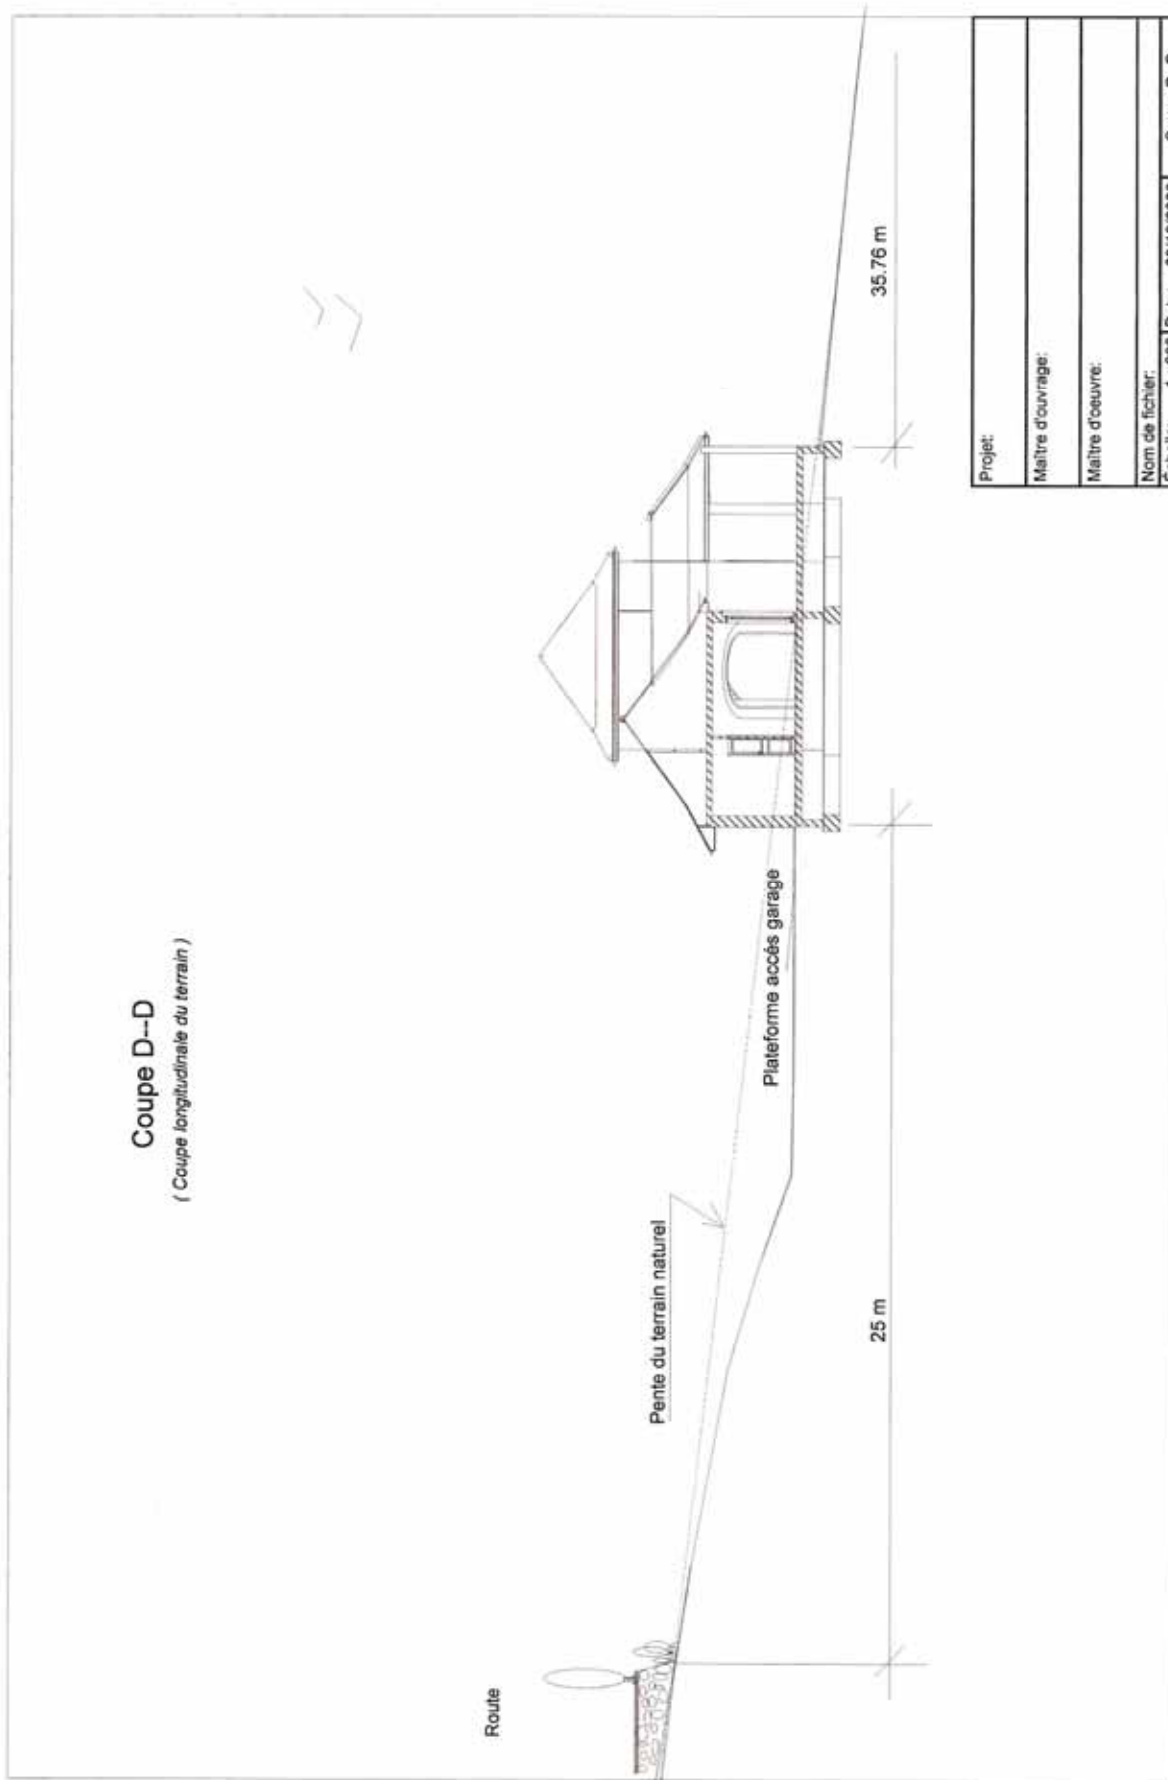 Coupe D--D
( Coupe longitudinale du terrain )
Route
Pente du terrain naturel
Plateforme accès garage
25 m
35.76 m
Projet:
Maître d'ouvrage:
Maître d'oeuvre:
Nom de fichier: